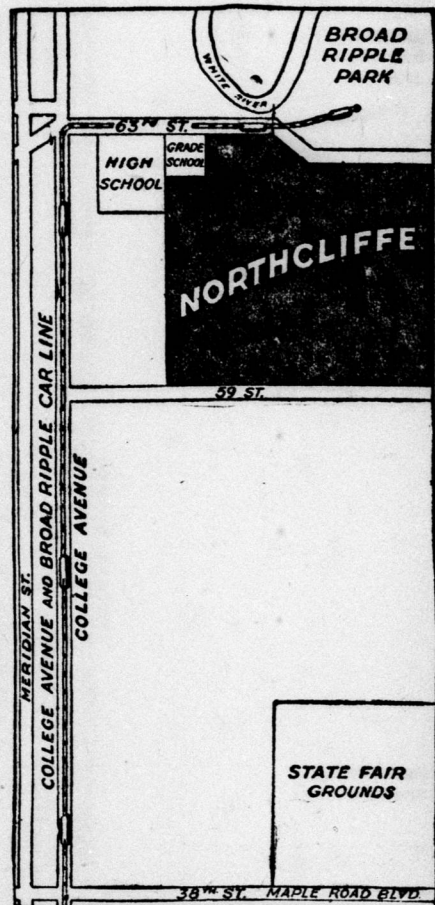 BROAD
RIPPLE
PARK
WHITE RIVER
63RD ST.
HIGH
SCHOOL
GRADE
SCHOOL
NORTHCLIFFE
59 ST.
MERIDIAN ST.
COLLEGE AVENUE AND BROAD RIPPLE CAR LINE
COLLEGE AVENUE
STATE FAIR
GROUNDS
38TH ST. MAPLE ROAD BLVD.